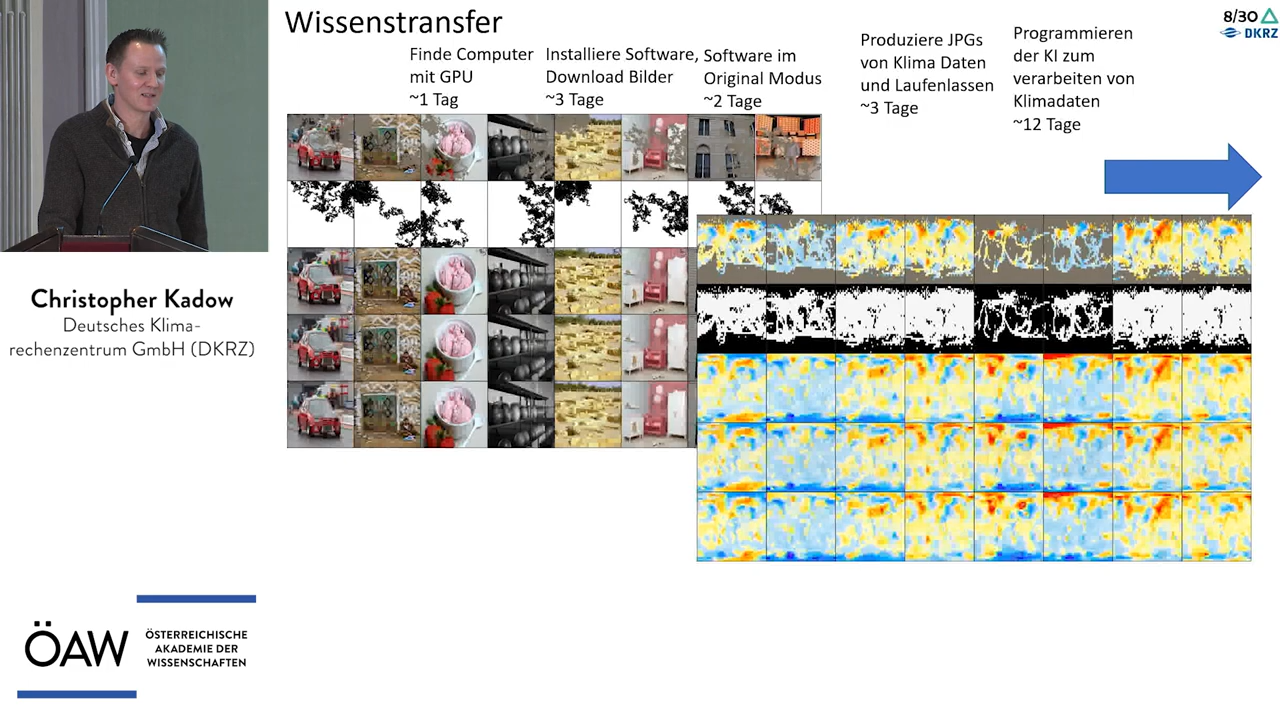 Wissenstransfer
8/30
DKRZ
Finde Computer
mit GPU
~1 Tag
Installiere Software,
Download Bilder
~3 Tage
Software im
Original Modus
~2 Tage
Produziere JPGs
von Klima Daten
und Laufenlassen
~3 Tage
Programmieren
der KI zum
verarbeiten von
Klimadaten
~12 Tage
Christopher Kadow
Deutsches Klima-
rechenzentrum GmbH (DKRZ)
ÖAW
ÖSTERREICHISCHE
AKADEMIE DER
WISSENSCHAFTEN